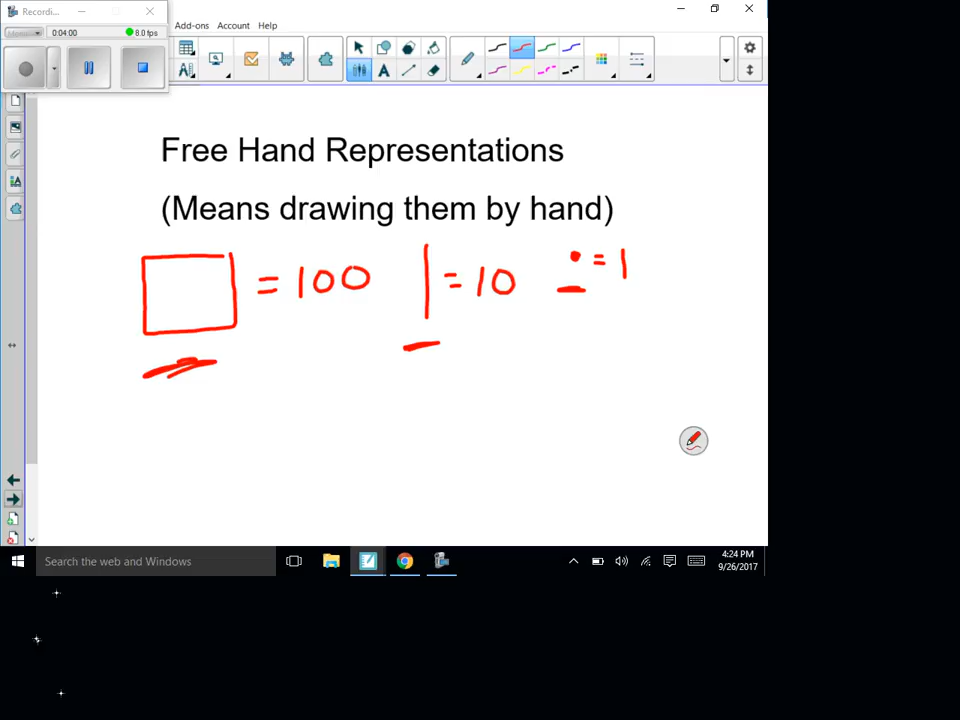 Recordi...
Menu
0:04:00
8.0 fps
Add-ons Account Help
Free Hand Representations
(Means drawing them by hand)
= 100 = 10 = 1
Search the web and Windows
4:24 PM
9/26/2017